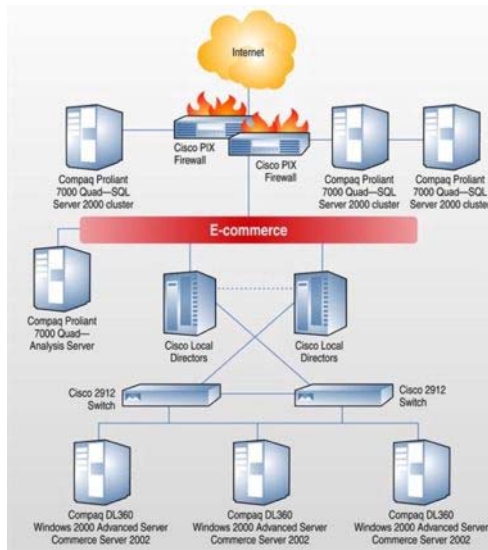 Internet
Cisco PIX
Firewall
Cisco PIX
Firewall
Compaq Proliant
7000 Quad—SQL
Server 2000 cluster
Compaq Proliant
7000 Quad—SQL
Server 2000 cluster
Compaq Proliant
7000 Quad—SQL
Server 2000 cluster
E-commerce
Compaq Proliant
7000 Quad—
Analysis Server
Cisco Local
Directors
Cisco Local
Directors
Cisco 2912
Switch
Cisco 2912
Switch
Compaq DL360
Windows 2000 Advanced Server
Commerce Server 2002
Compaq DL360
Windows 2000 Advanced Server
Commerce Server 2002
Compaq DL360
Windows 2000 Advanced Server
Commerce Server 2002